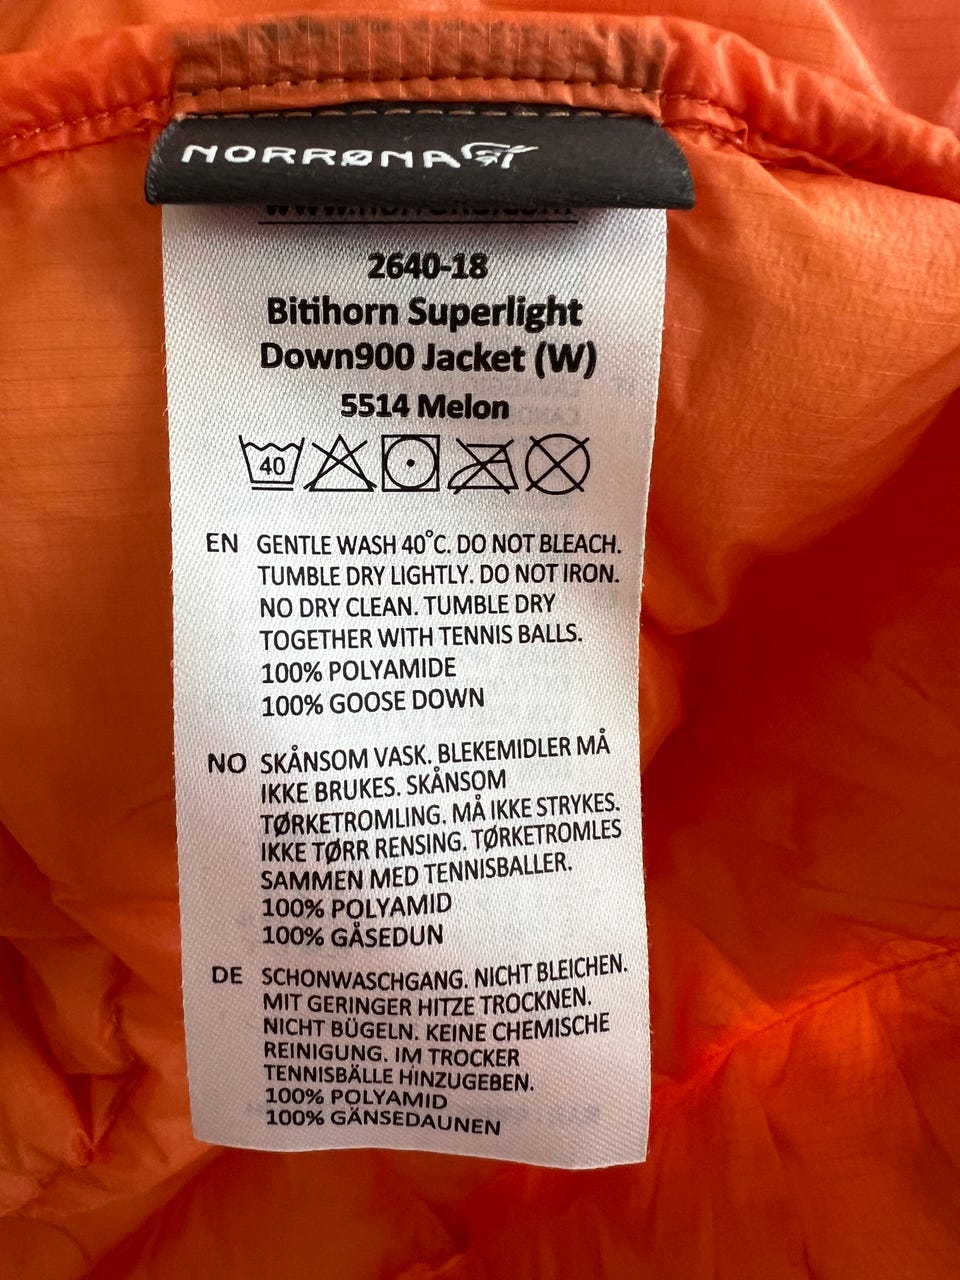 NORRØNA
2640-18
Bitihorn Superlight
Down900 Jacket (W)
5514 Melon
40
EN GENTLE WASH 40°C. DO NOT BLEACH.
TUMBLE DRY LIGHTLY. DO NOT IRON.
NO DRY CLEAN. TUMBLE DRY
TOGETHER WITH TENNIS BALLS.
100% POLYAMIDE
100% GOOSE DOWN
NO SKÅNSOM VASK. BLEKEMIDLER MÅ
IKKE BRUKES. SKÅNSOM
TØRKETROMLING. MÅ IKKE STRYKES.
IKKE TØRR RENSING. TØRKETROMLES
SAMMEN MED TENNISBALLER.
100% POLYAMID
100% GÅSEDUN
DE SCHONWASCHGANG. NICHT BLEICHEN.
MIT GERINGER HITZE TROCKNEN.
NICHT BÜGELN. KEINE CHEMISCHE
REINIGUNG. IM TROCKER
TENNISBÄLLE HINZUGEBEN.
100% POLYAMID
100% GÄNSEDAUNEN